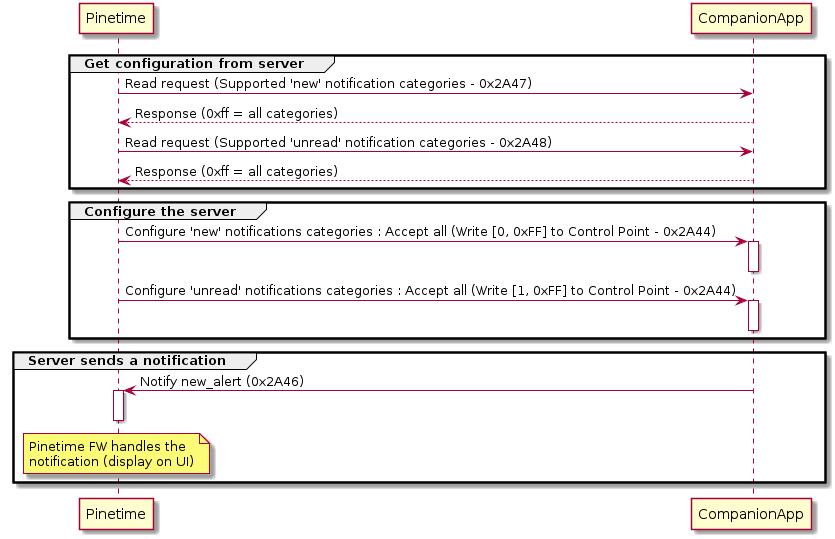 Pinetime
CompanionApp
Get configuration from server
Read request (Supported 'new' notification categories - 0x2A47)
Response (0xff = all categories)
Read request (Supported 'unread' notification categories - 0x2A48)
Response (0xff = all categories)
Configure the server
Configure 'new' notifications categories : Accept all (Write [0, 0xFF] to Control Point - 0x2A44)
Configure 'unread' notifications categories : Accept all (Write [1, 0xFF] to Control Point - 0x2A44)
Server sends a notification
Notify new_alert (0x2A46)
Pinetime FW handles the
notification (display on UI)
Pinetime
CompanionApp